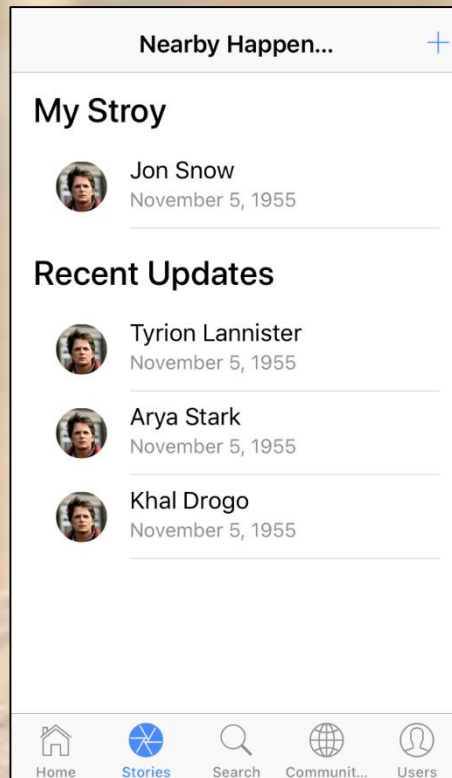 Nearby Happen...
My Stroy
Jon Snow
November 5, 1955
Recent Updates
Tyrion Lannister
November 5, 1955
Arya Stark
November 5, 1955
Khal Drogo
November 5, 1955
Home Stories Search Communit... Users